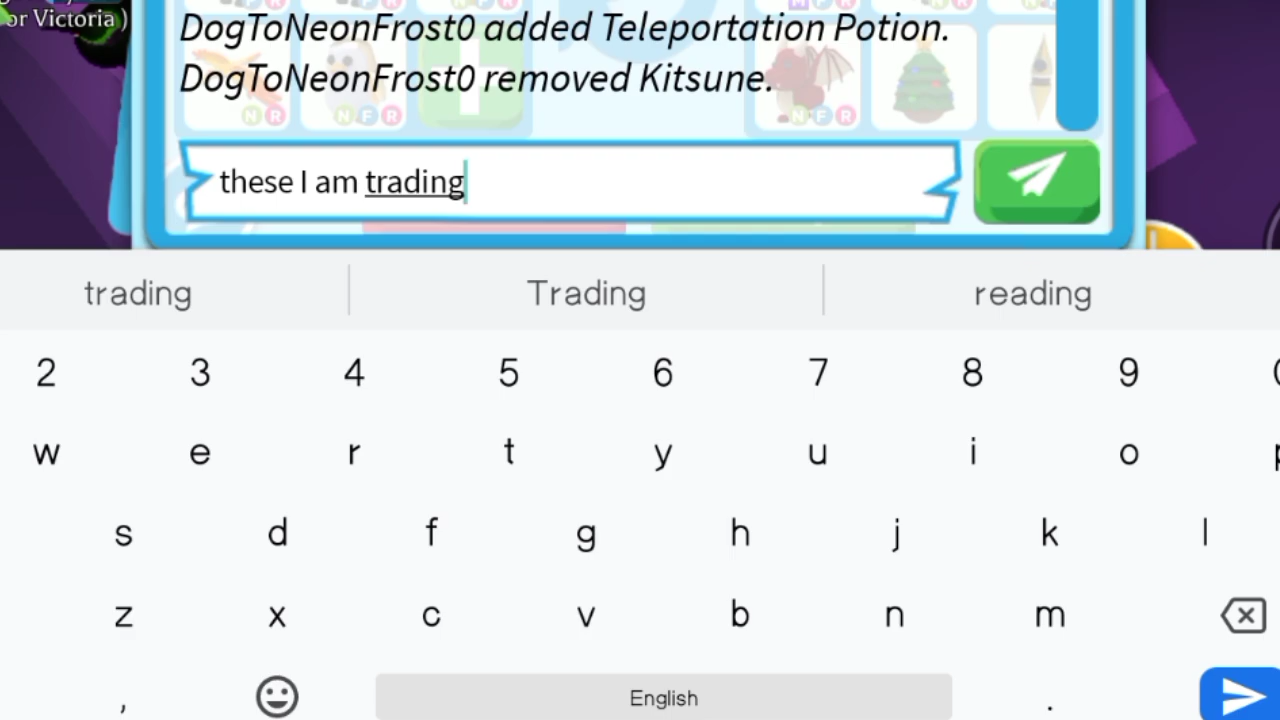 or Victoria )
DogToNeonFrost0 added Teleportation Potion.
DogToNeonFrost0 removed Kitsune.
N R N F R N F R
these I am trading
trading Trading reading
2 3 4 5 6 7 8 9
w e r t y u i o
s d f g h j k l
z x c v b n m
, English .